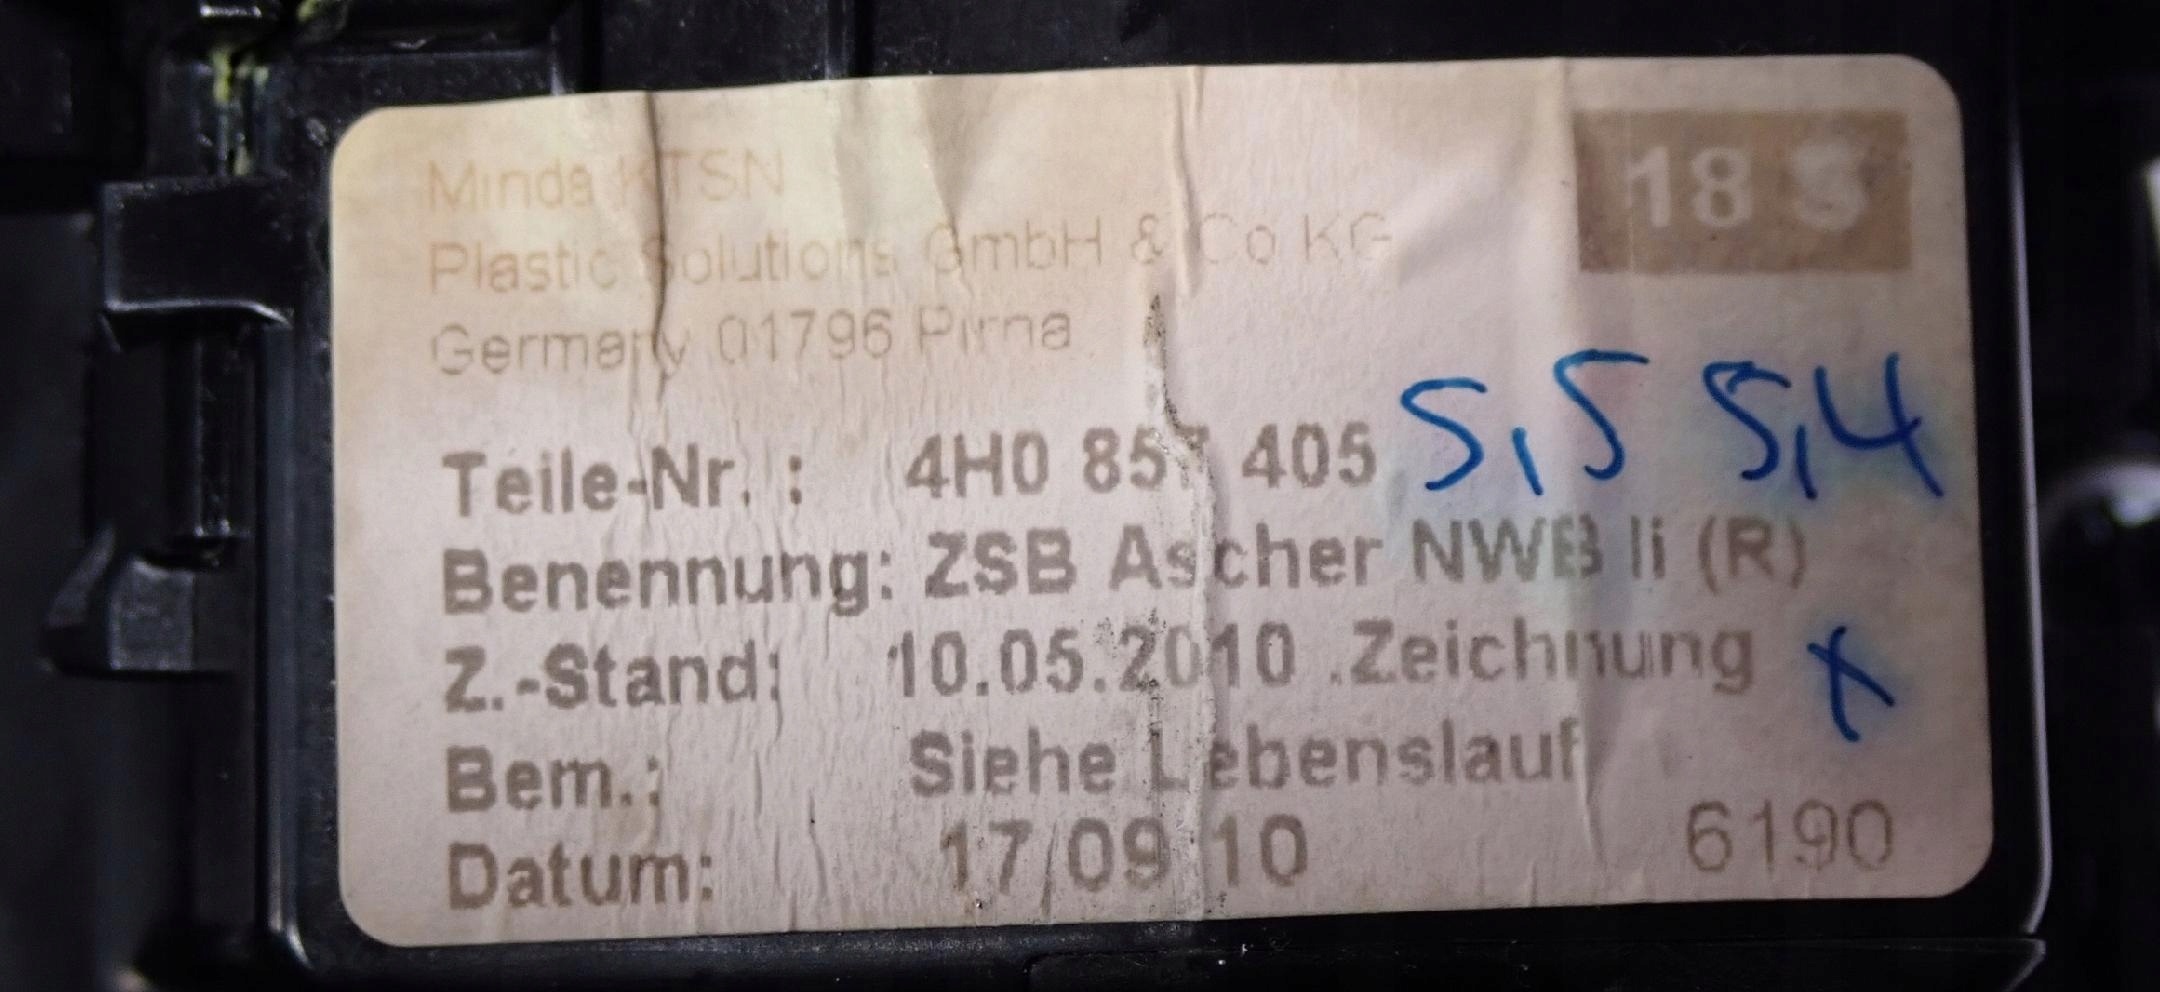 Minda KTSN
18 S
Plastic Solutions GmbH & Co KG
Germany 01796 Pirna
Teile-Nr. : 4H0 857 405
5,5 5,4
Benennung: ZSB Ascher NWB li (R)
Z.-Stand: 10.05.2010 .Zeichnung
x
Bem.: Siehe Lebenslauf
Datum: 17 09 10 6190